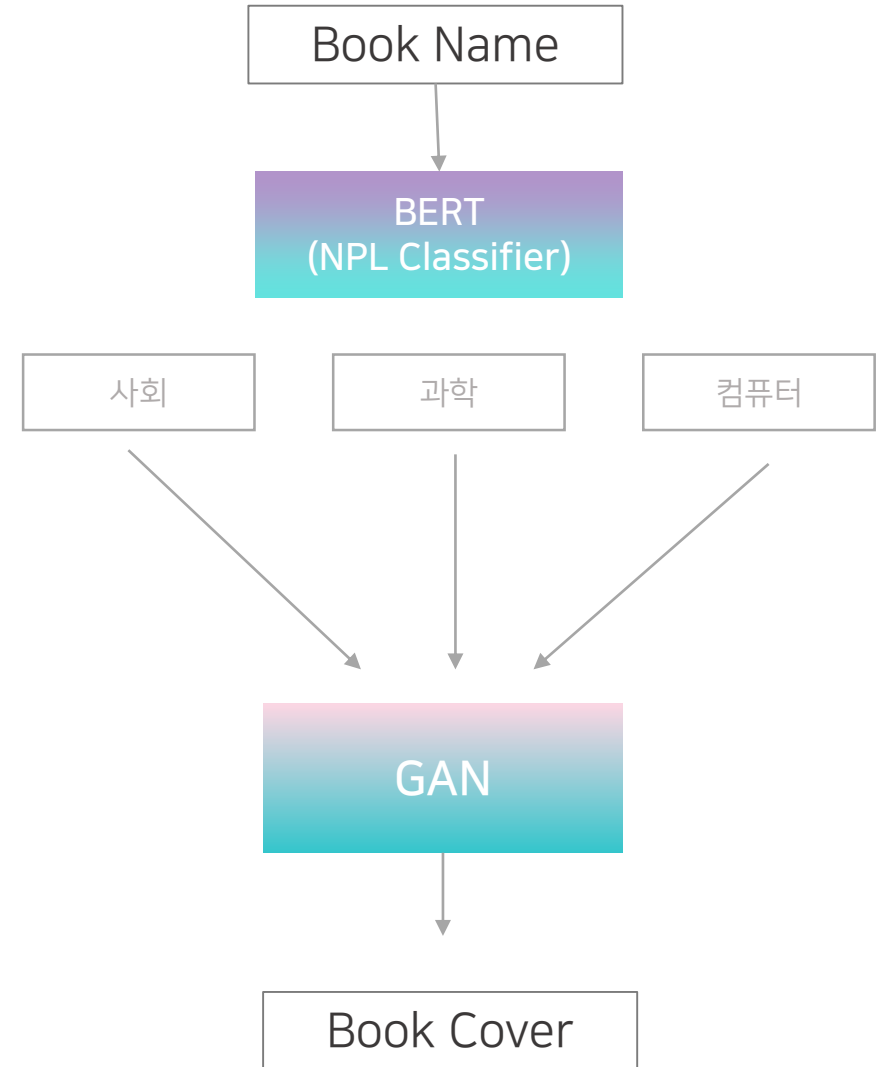 Book Name
BERT
(NPL Classifier)
사회
과학
컴퓨터
GAN
Book Cover